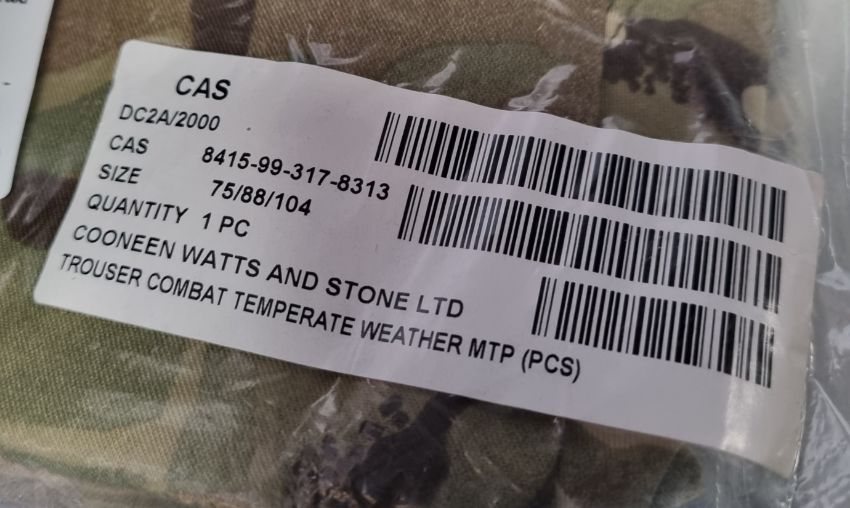 CAS
DC2A/2000
CAS 8415-99-317-8313
SIZE 75/88/104
QUANTITY 1 PC
COONEEN WATTS AND STONE LTD
TROUSER COMBAT TEMPERATE WEATHER MTP (PCS)